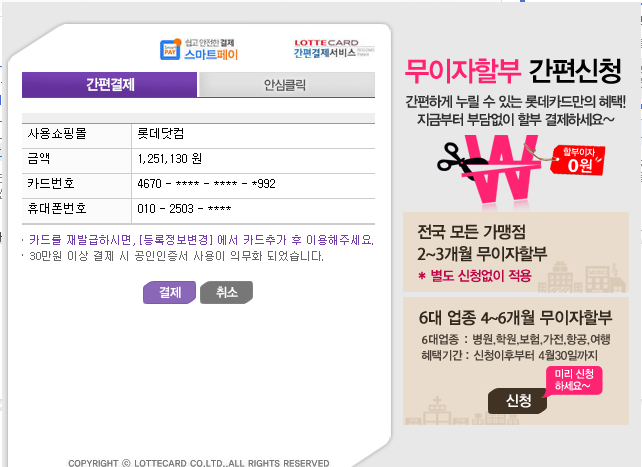 쉽고 안전한 결제
스마트페이
LOTTECARD
간편결제서비스
간편결제
안심클릭
사용쇼핑몰 롯데닷컴
금액 1,251,130 원
카드번호 4670 - **** - **** - *992
휴대폰번호 010 - 2503 - ****
· 카드를 재발급하시면, [등록정보변경] 에서 카드추가 후 이용해주세요.
· 30만원 이상 결제 시 공인인증서 사용이 의무화 되었습니다.
결제 취소
COPYRIGHT ⓒ LOTTECARD CO.LTD.,ALL RIGHTS RESERVED
무이자할부 간편신청
간편하게 누릴 수 있는 롯데카드만의 혜택!
지금부터 부담없이 할부 결제하세요~
할부이자
0원
전국 모든 가맹점
2~3개월 무이자할부
* 별도 신청없이 적용
6대 업종 4~6개월 무이자할부
6대업종 : 병원,학원,보험,가전,항공,여행
혜택기간 : 신청이후부터 4월30일까지
미리 신청
하세요~
신청